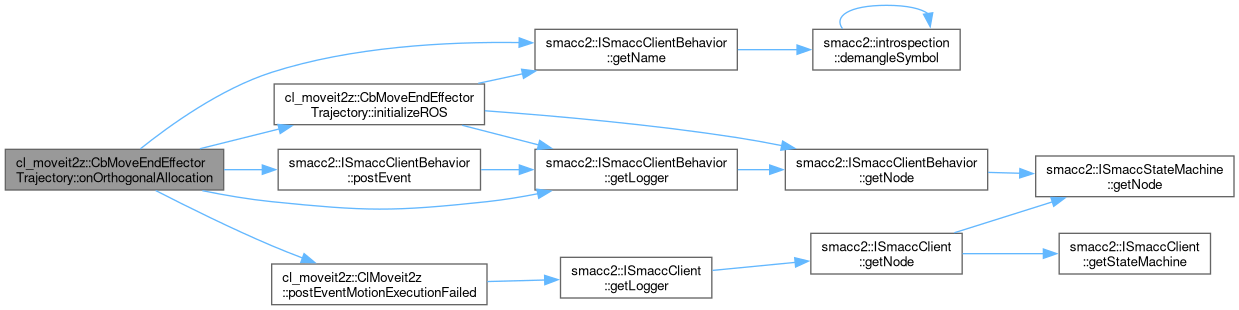 smacc2::ISmaccClientBehavior
::getName
smacc2::introspection
::demangleSymbol
cl_moveit2z::CbMoveEndEffector
Trajectory::initializeROS
cl_moveit2z::CbMoveEndEffector
Trajectory::onOrthogonalAllocation
smacc2::ISmaccClientBehavior
::postEvent
smacc2::ISmaccClientBehavior
::getLogger
smacc2::ISmaccClientBehavior
::getNode
smacc2::ISmaccStateMachine
::getNode
cl_moveit2z::ClMoveit2z
::postEventMotionExecutionFailed
smacc2::ISmaccClient
::getLogger
smacc2::ISmaccClient
::getNode
smacc2::ISmaccClient
::getStateMachine